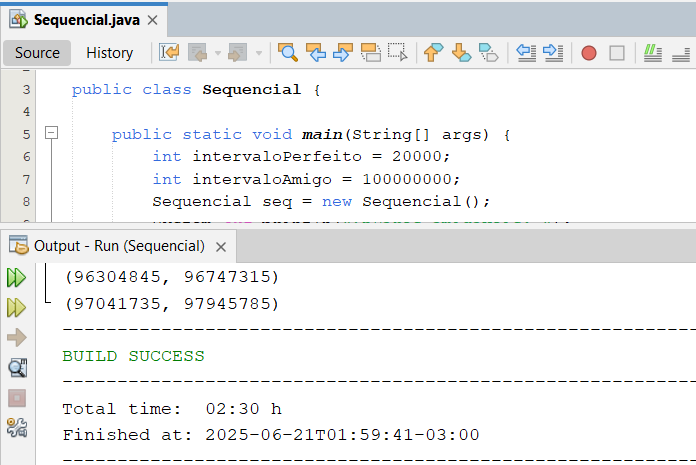 Sequencial.java
Source History
3 public class Sequencial {
4
5 public static void main(String[] args) {
6 int intervaloPerfeito = 20000;
7 int intervaloAmigo = 100000000;
8 Sequencial seq = new Sequencial();
Output - Run (Sequencial)
(96304845, 96747315)
(97041735, 97945785)
------------------------------------------------------------
BUILD SUCCESS
------------------------------------------------------------
Total time:  02:30 h
Finished at: 2025-06-21T01:59:41-03:00
------------------------------------------------------------